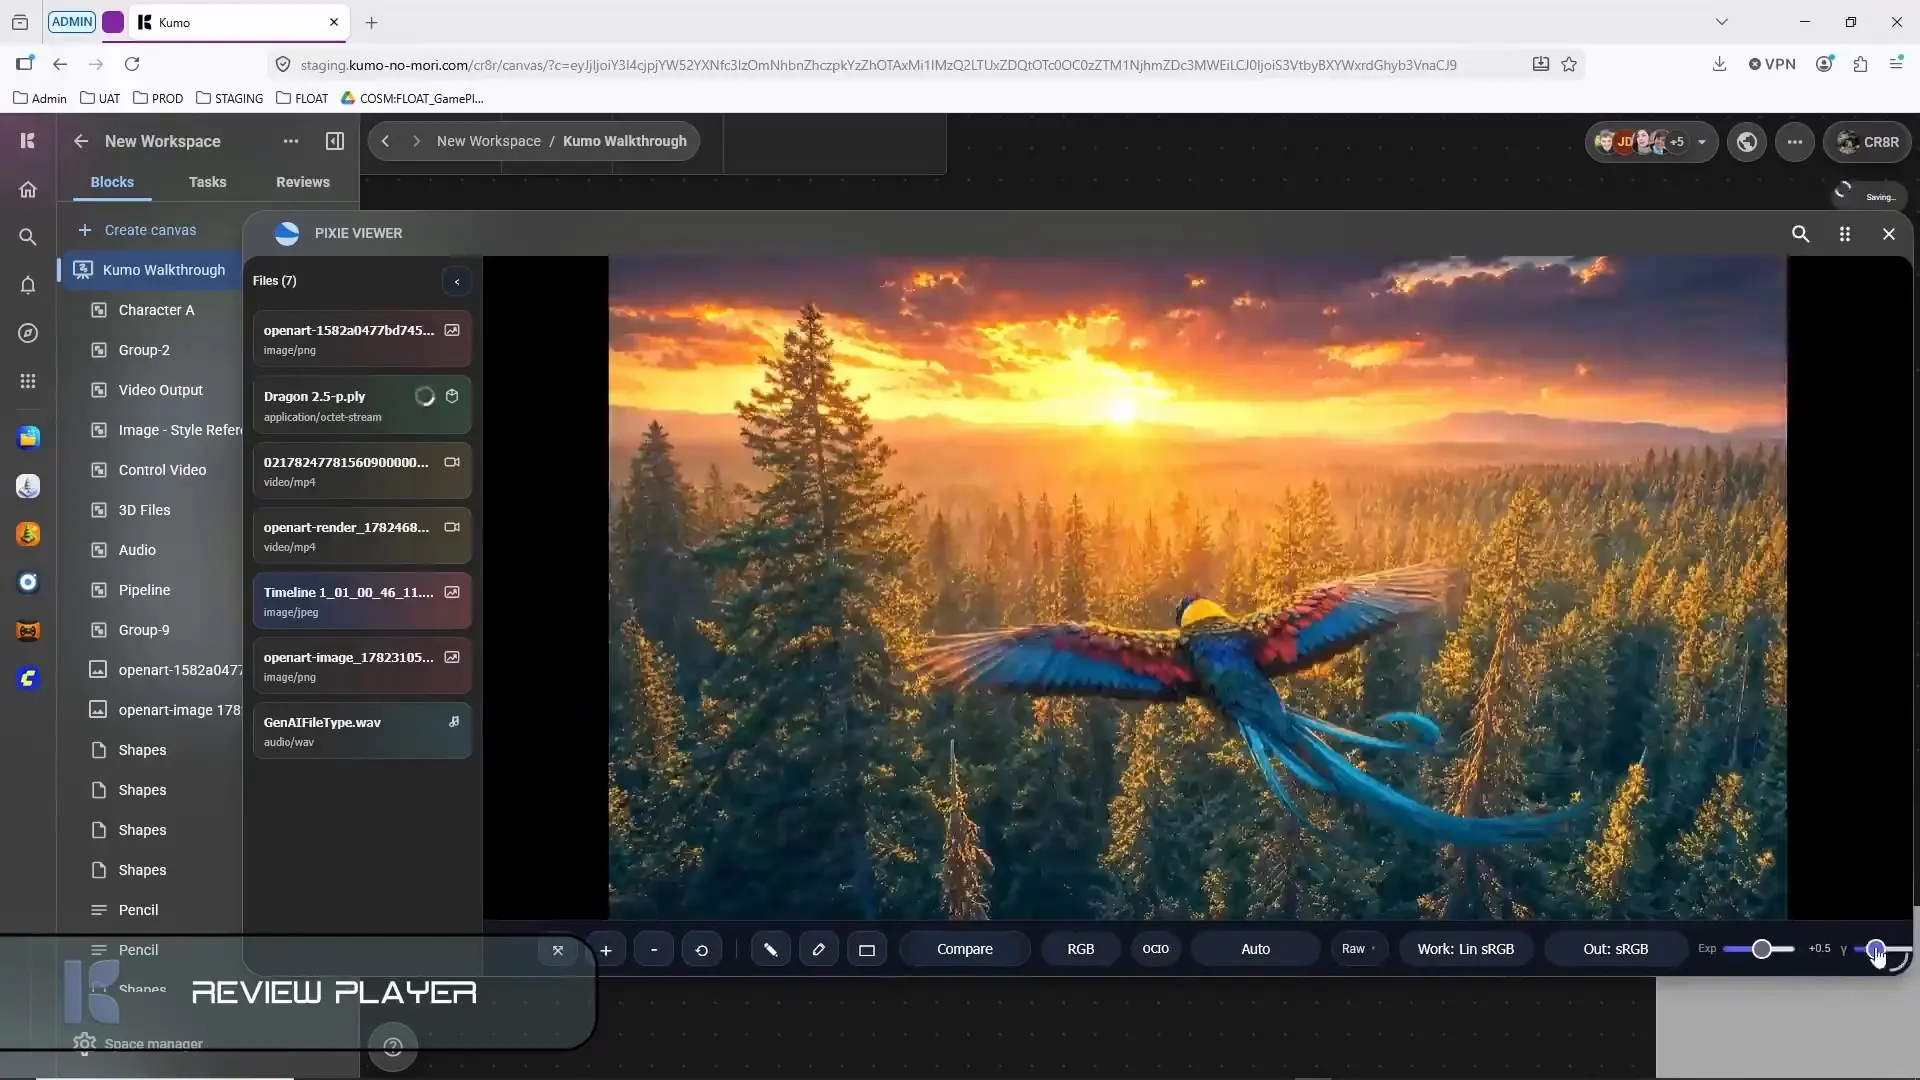 ADMIN
Kumo
staging.kumo-no-mori.com/cr8r/canvas/?c=
VPN
Admin
UAT
PROD
STAGING
FLOAT
COSM:FLOAT_GamePl...
New Workspace
New Workspace / Kumo Walkthrough
JD
+5
CR8R
Blocks
Tasks
Reviews
Saving...
Create canvas
Kumo Walkthrough
Character A
Group-2
Video Output
Image - Style Refer
Control Video
3D Files
Audio
Pipeline
Group-9
openart-1582a0477
openart-image 178
Shapes
Shapes
Shapes
Shapes
Pencil
Pencil
Shapes
Space manager
PIXIE VIEWER
Files (7)
openart-1582a0477bd745...
image/png
Dragon 2.5-p.ply
application/octet-stream
02178247781560900000...
video/mp4
openart-render_1782468...
video/mp4
Timeline 1_01_00_46_11....
image/jpeg
openart-image_17823105...
image/png
GenAIFileType.wav
audio/wav
+
-
Compare
RGB
OCIO
Auto
Raw
Work: Lin sRGB
Out: sRGB
Exp
+0.5
γ
REVIEW PLAYER